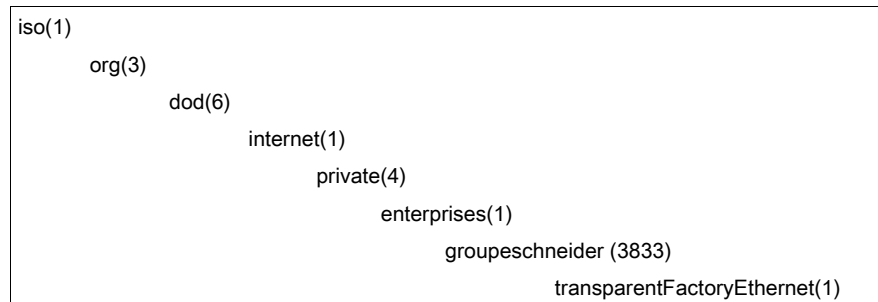 iso(1)
org(3)
dod(6)
internet(1)
private(4)
enterprises(1)
groupeschneider (3833)
transparentFactoryEthernet(1)